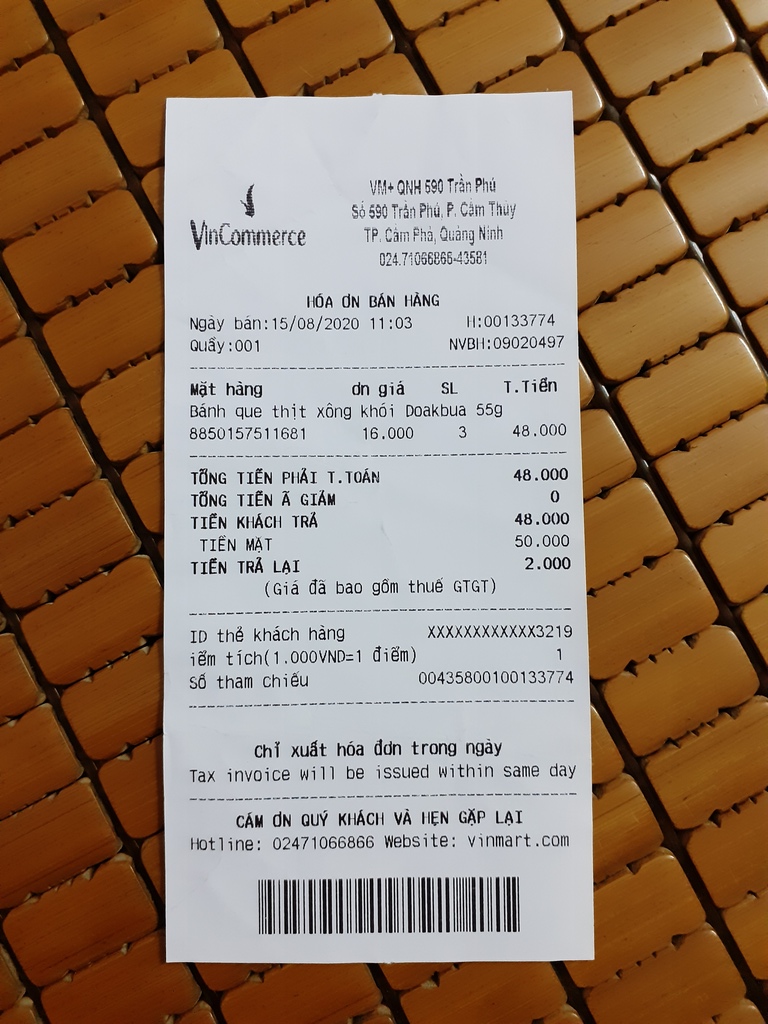 VinCommerce
VM+ QNH 590 Trần Phú
Số 590 Trần Phú, P. Cẩm Thủy
TP. Cẩm Phả, Quảng Ninh
024.71066866-43581
HÓA ƠN BÁN HÀNG
Ngày bán:15/08/2020 11:03 H:00133774
Quầy:001 NVBH:09020497
Mặt hàng ơn giá SL T.Tiền
Bánh que thịt xông khói Doakbua 55g
8850157511681 16.000 3 48.000
TỔNG TIỀN PHẢI T.TOÁN 48.000
TỔNG TIỀN Ã GIẢM 0
TIỀN KHÁCH TRẢ 48.000
TIỀN MẶT 50.000
TIỀN TRẢ LẠI 2.000
(Giá đã bao gồm thuế GTGT)
ID thẻ khách hàng XXXXXXXXXXXX3219
iểm tích(1.000VND=1 điểm) 1
Số tham chiếu 00435800100133774
Chỉ xuất hóa đơn trong ngày
Tax invoice will be issued within same day
CÁM ƠN QUÝ KHÁCH VÀ HẸN GẶP LẠI
Hotline: 02471066866 Website: vinmart.com